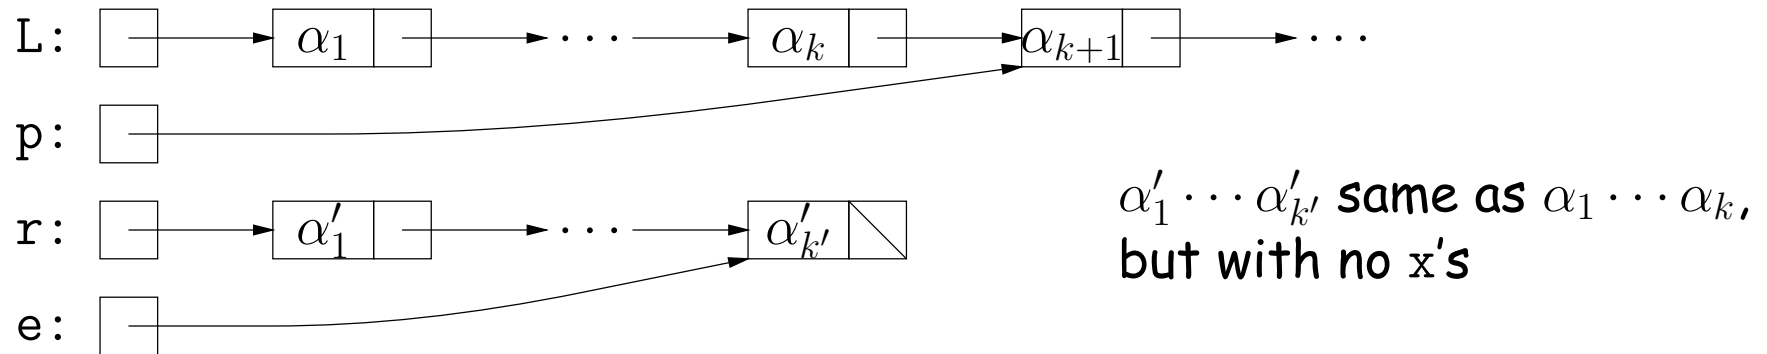 L: α₁ ··· αₖ αₖ₊₁ ···
p:
r: α′₁ ··· α′ₖ′
e:
α′₁ ··· α′ₖ′ same as α₁ ··· αₖ,
but with no x's